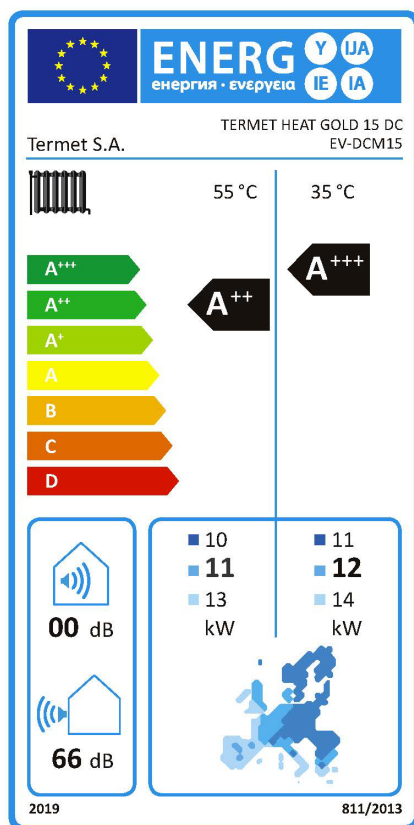 ENERG Y IJA
енергия · ενεργεια IE IA
TERMET HEAT GOLD 15 DC
Termet S.A. EV-DCM15
55 °C 35 °C
A+++
A+++
A++
A++
A+
A
B
C
D
10 11
11 12
13 14
kW kW
00 dB
66 dB
2019 811/2013